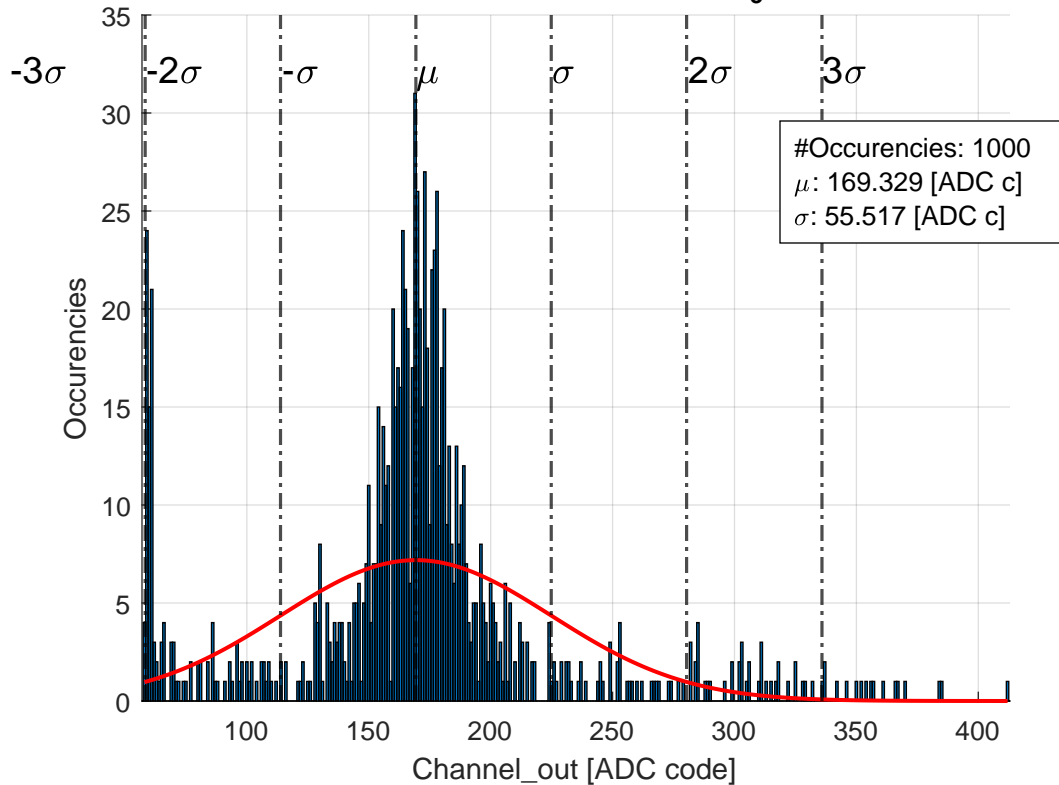 35
-3σ -2σ -σ μ σ 2σ 3σ
30
#Occurencies: 1000
μ: 169.329 [ADC c]
σ: 55.517 [ADC c]
25
20
15
10
5
0
Occurencies
100 150 200 250 300 350 400
Channel_out [ADC code]